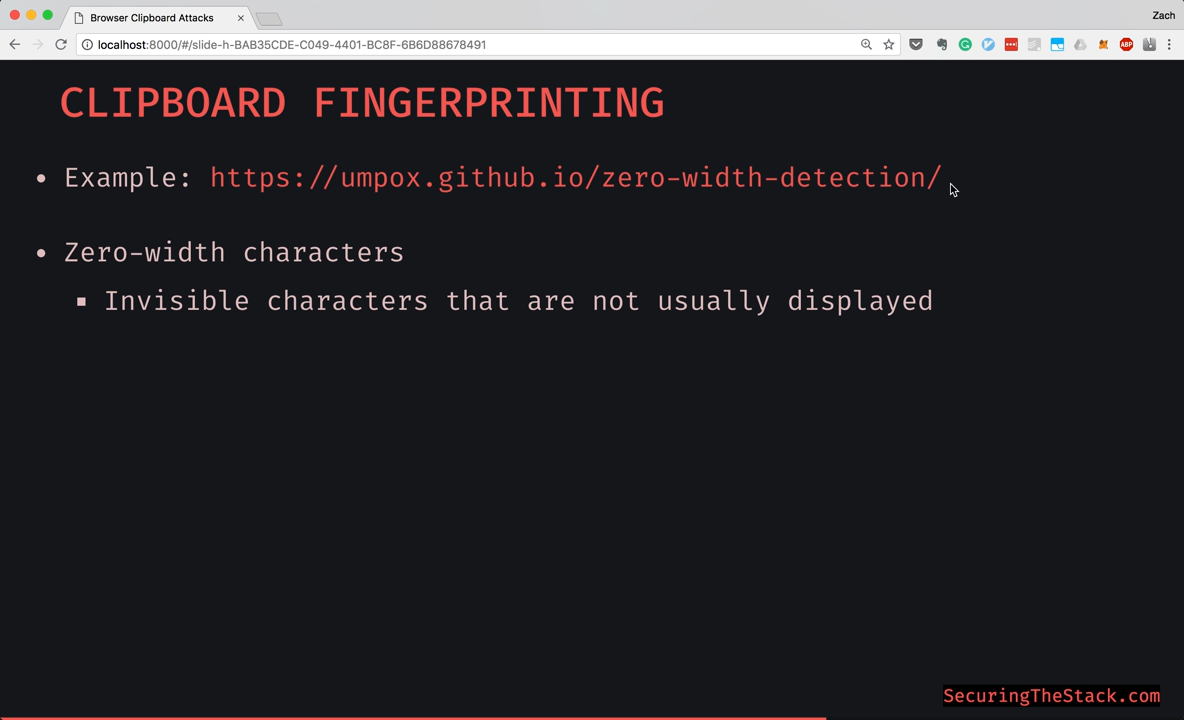 Browser Clipboard Attacks
Zach
localhost:8000/#/slide-h-BAB35CDE-C049-4401-BC8F-6B6D88678491
ABP
CLIPBOARD FINGERPRINTING
• Example: https://umpox.github.io/zero-width-detection/
• Zero-width characters
▪ Invisible characters that are not usually displayed
SecuringTheStack.com